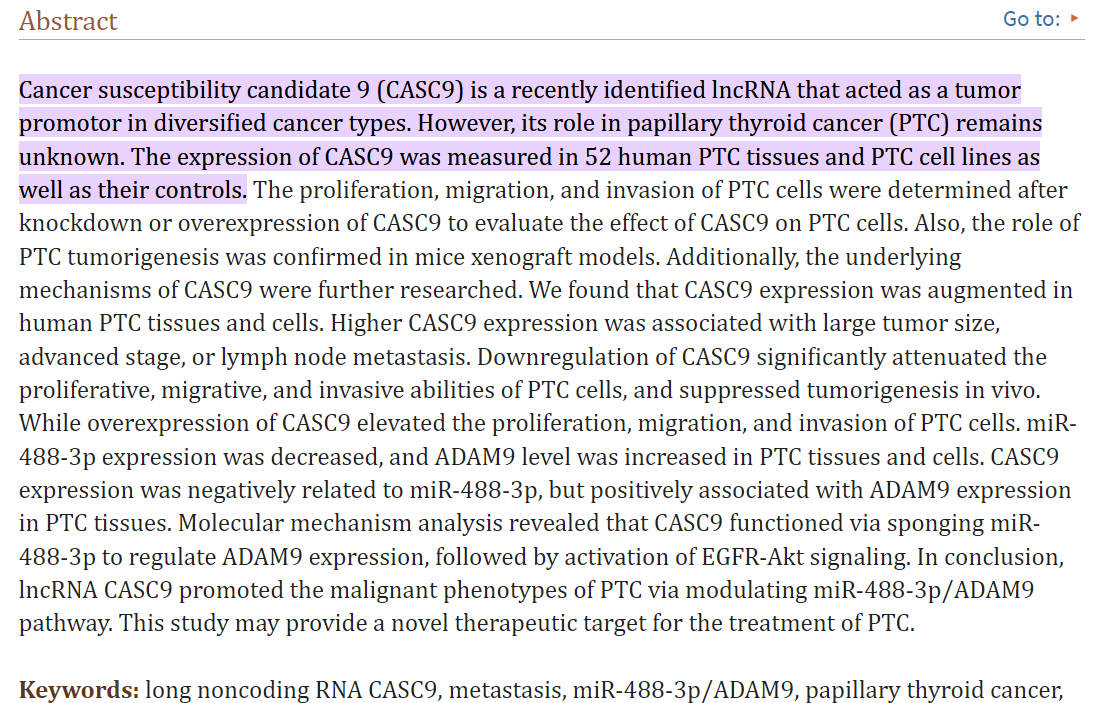 Abstract
Go to: ▸
Cancer susceptibility candidate 9 (CASC9) is a recently identified lncRNA that acted as a tumor
promotor in diversified cancer types. However, its role in papillary thyroid cancer (PTC) remains
unknown. The expression of CASC9 was measured in 52 human PTC tissues and PTC cell lines as
well as their controls. The proliferation, migration, and invasion of PTC cells were determined after
knockdown or overexpression of CASC9 to evaluate the effect of CASC9 on PTC cells. Also, the role of
PTC tumorigenesis was confirmed in mice xenograft models. Additionally, the underlying
mechanisms of CASC9 were further researched. We found that CASC9 expression was augmented in
human PTC tissues and cells. Higher CASC9 expression was associated with large tumor size,
advanced stage, or lymph node metastasis. Downregulation of CASC9 significantly attenuated the
proliferative, migrative, and invasive abilities of PTC cells, and suppressed tumorigenesis in vivo.
While overexpression of CASC9 elevated the proliferation, migration, and invasion of PTC cells. miR-
488-3p expression was decreased, and ADAM9 level was increased in PTC tissues and cells. CASC9
expression was negatively related to miR-488-3p, but positively associated with ADAM9 expression
in PTC tissues. Molecular mechanism analysis revealed that CASC9 functioned via sponging miR-
488-3p to regulate ADAM9 expression, followed by activation of EGFR-Akt signaling. In conclusion,
lncRNA CASC9 promoted the malignant phenotypes of PTC via modulating miR-488-3p/ADAM9
pathway. This study may provide a novel therapeutic target for the treatment of PTC.
Keywords: long noncoding RNA CASC9, metastasis, miR-488-3p/ADAM9, papillary thyroid cancer,